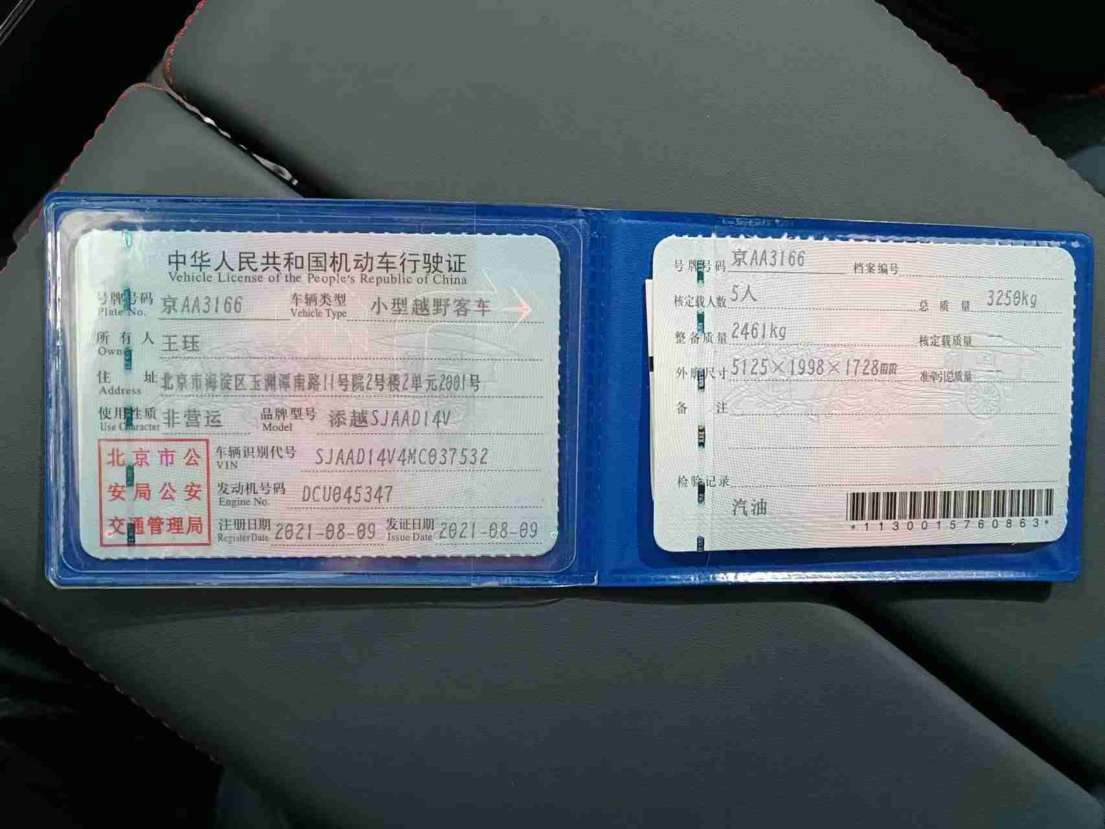 中华人民共和国机动车行驶证
Vehicle License of the People's Republic of China
号牌号码 京AA3166 车辆类型 小型越野客车
Plate No. Vehicle Type
所有人 王珏
Owner
住址 北京市海淀区玉渊潭南路11号院2号楼2单元2001号
Address
使用性质 非营运 品牌型号 添越SJAAD14V
Use Character Model
北京市公
安局公安
交通管理局
车辆识别代号 SJAAD14V4MC037532
VIN
发动机号码 DCU045347
Engine No.
注册日期 2021-08-09 发证日期 2021-08-09
Register Date Issue Date
号牌号码 京AA3166 档案编号
核定载人数 5人 总质量 3250kg
整备质量 2461kg 核定载质量 --
外廓尺寸 5125×1998×1728mm 准牵引总质量 --
备注
检验记录
汽油
*1130015760863*